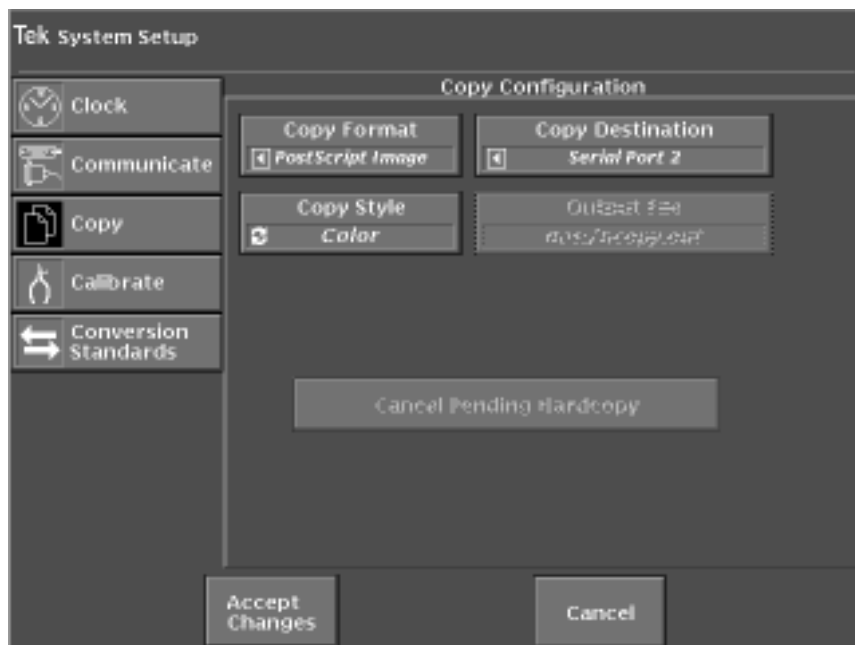 Tek System Setup
Clock
Communicate
Copy
Calibrate
Conversion
Standards
Copy Configuration
Copy Format
PostScript Image
Copy Destination
Serial Port 2
Copy Style
Color
Output File
Cancel Pending Hardcopy
Accept
Changes
Cancel